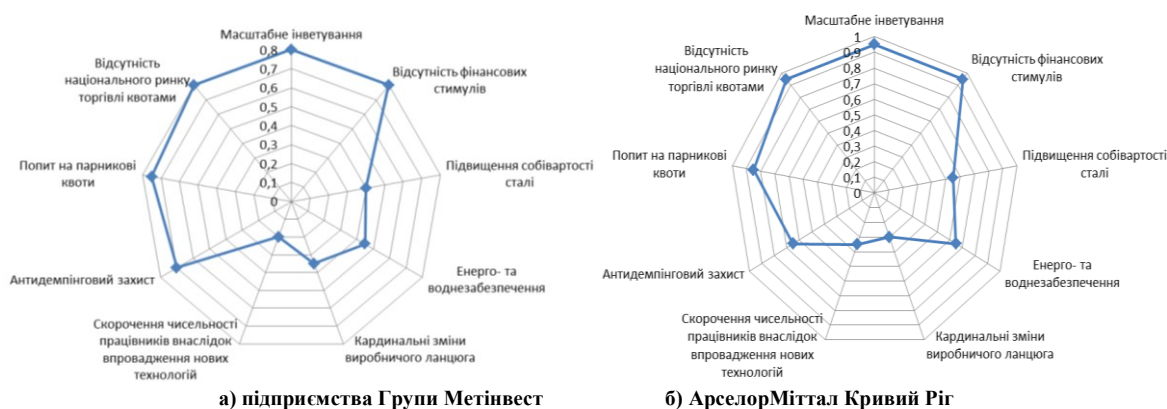 Масштабне інветування
0,8
0,7
0,6
0,5
0,4
0,3
0,2
0,1
0
Відсутність фінансових
стимулів
Підвищення собівартості
сталі
Енерго- та
воднезабезпечення
Кардинальні зміни
виробничого ланцюга
Скорочення чисельності
працівників внаслідок
впровадження нових
технологій
Антидемпінговий захист
Попит на парникові
квоти
Відсутність
національного ринку
торгівлі квотами
а) підприємства Групи Метінвест
Масштабне інветування
1
0,9
0,8
0,7
0,6
0,5
0,4
0,3
0,2
0,1
0
Відсутність фінансових
стимулів
Підвищення собівартості
сталі
Енерго- та
воднезабезпечення
Кардинальні зміни
виробничого ланцюга
Скорочення чисельності
працівників внаслідок
впровадження нових
технологій
Антидемпінговий захист
Попит на парникові
квоти
Відсутність
національного ринку
торгівлі квотами
б) АрселорМіттал Кривий Ріг